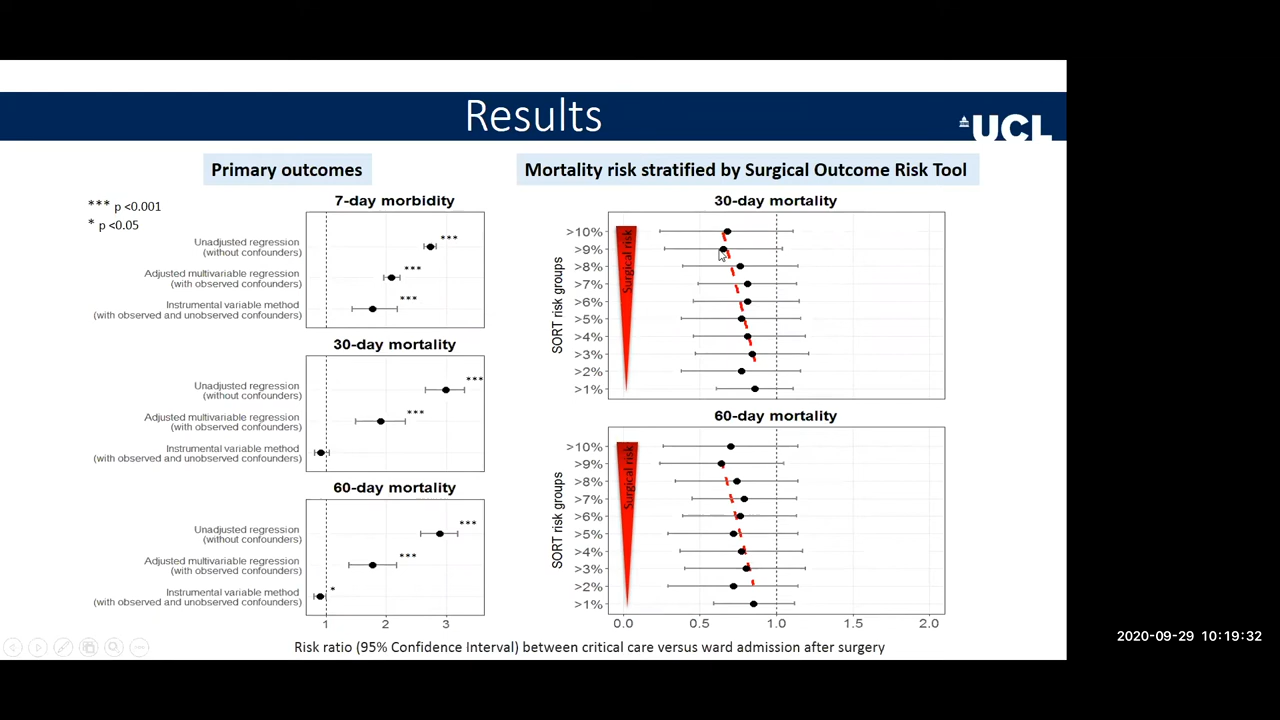 Results
UCL
Primary outcomes
*** p <0.001
* p <0.05
7-day morbidity
Unadjusted regression
(without confounders)
***
Adjusted multivariable regression
(with observed confounders)
***
Instrumental variable method
(with observed and unobserved confounders)
***
30-day mortality
Unadjusted regression
(without confounders)
***
Adjusted multivariable regression
(with observed confounders)
***
Instrumental variable method
(with observed and unobserved confounders)
60-day mortality
Unadjusted regression
(without confounders)
***
Adjusted multivariable regression
(with observed confounders)
***
Instrumental variable method
(with observed and unobserved confounders)
*
1 2 3
Mortality risk stratified by Surgical Outcome Risk Tool
30-day mortality
SORT risk groups
Surgical risk
>10%
>9%
>8%
>7%
>6%
>5%
>4%
>3%
>2%
>1%
60-day mortality
SORT risk groups
Surgical risk
>10%
>9%
>8%
>7%
>6%
>5%
>4%
>3%
>2%
>1%
0.0 0.5 1.0 1.5 2.0
Risk ratio (95% Confidence Interval) between critical care versus ward admission after surgery
2020-09-29 10:19:32